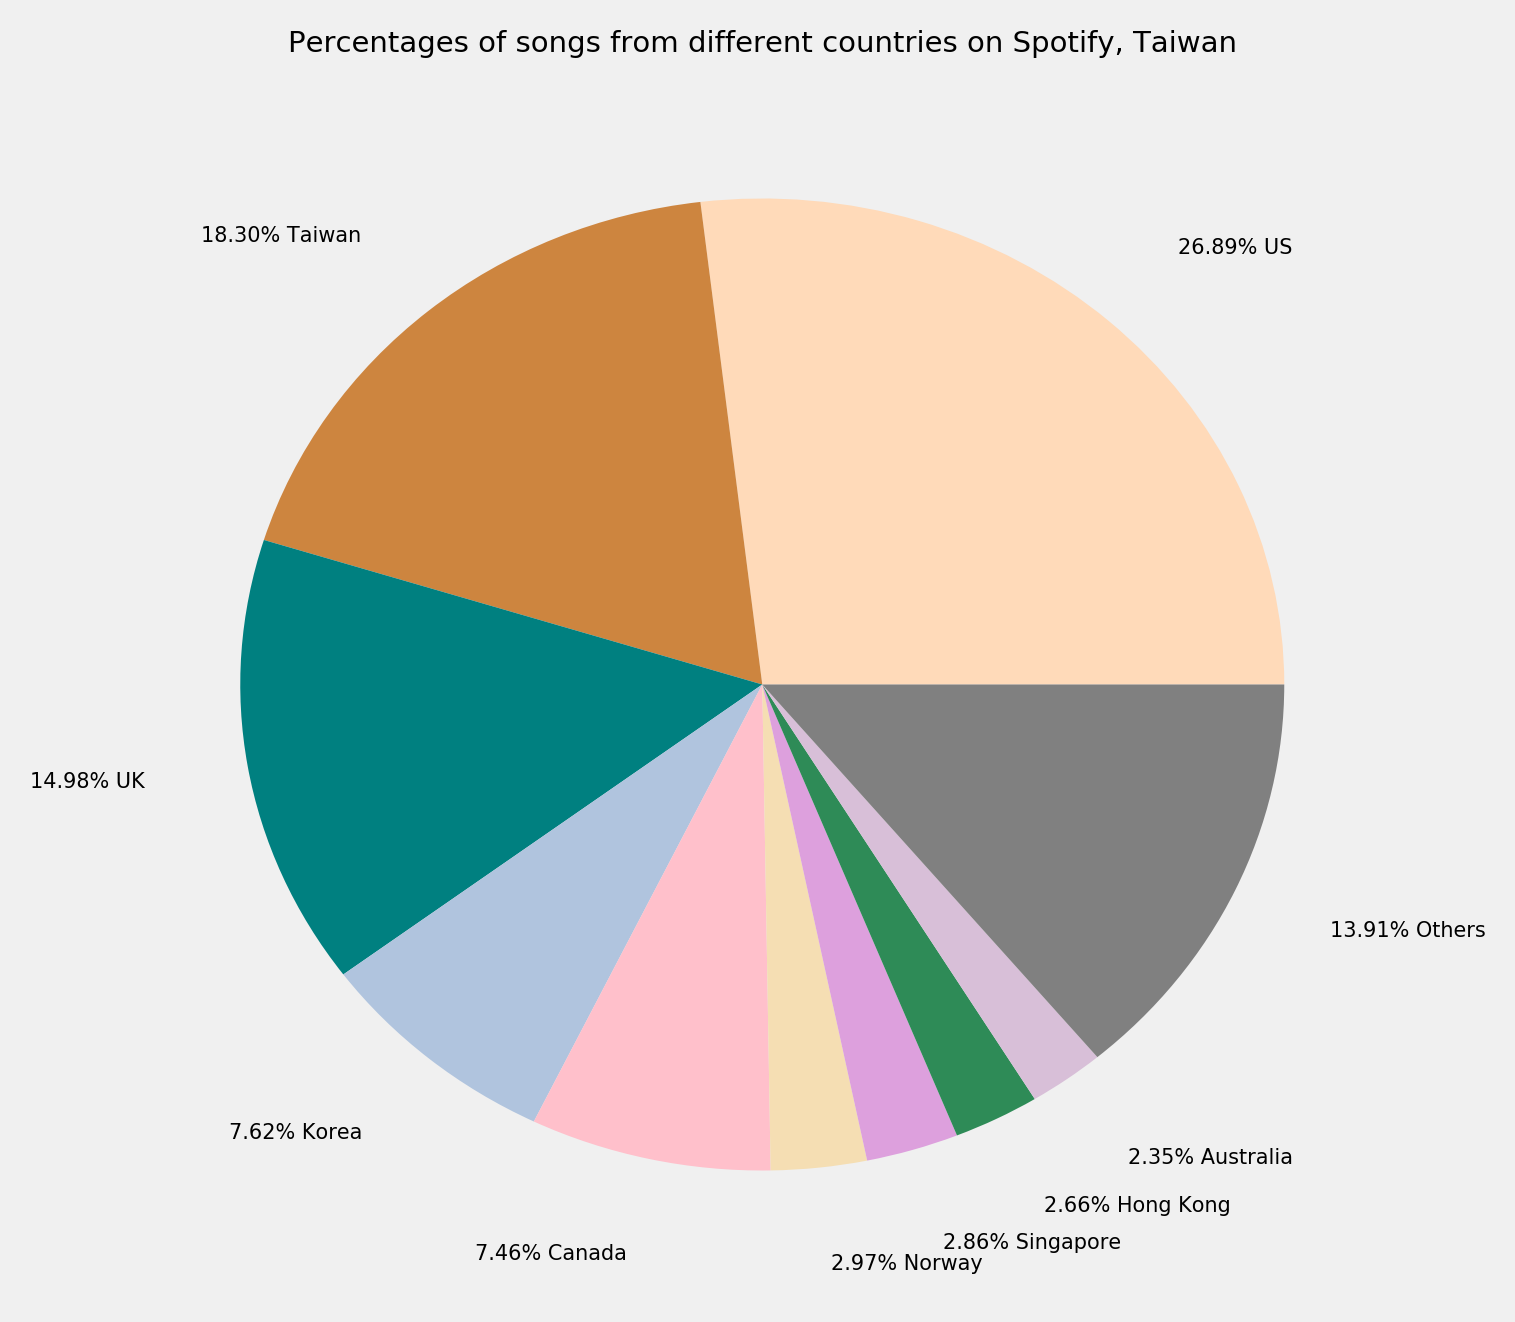 Percentages of songs from different countries on Spotify, Taiwan
18.30% Taiwan
26.89% US
14.98% UK
13.91% Others
7.62% Korea
2.35% Australia
2.66% Hong Kong
2.86% Singapore
7.46% Canada
2.97% Norway